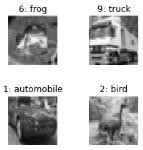 6: frog
9: truck
1: automobile
2: bird